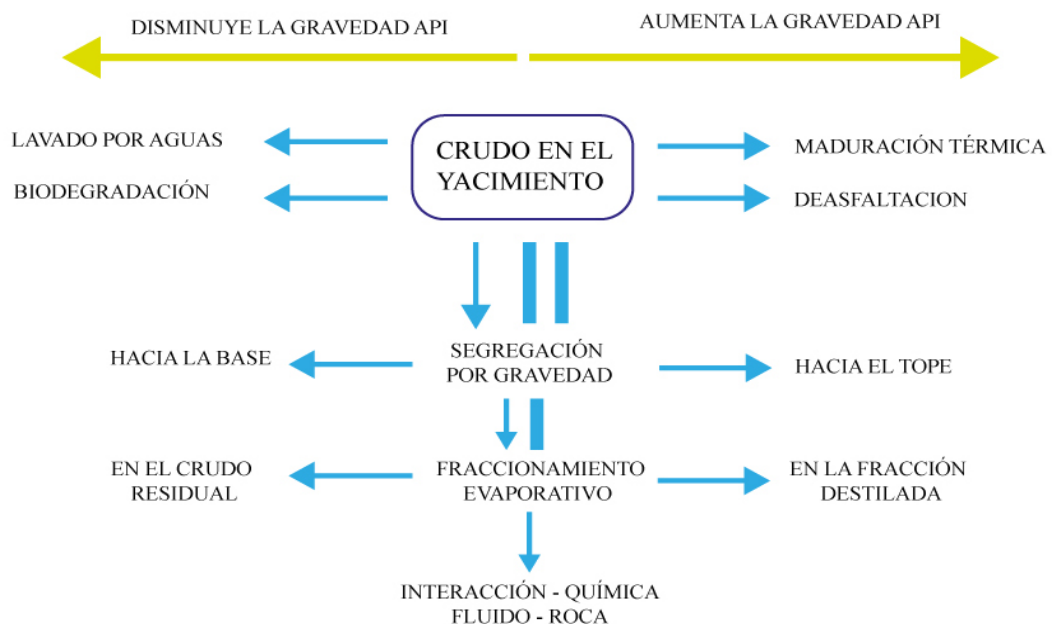 DISMINUYE LA GRAVEDAD API
AUMENTA LA GRAVEDAD API
LAVADO POR AGUAS
CRUDO EN EL
YACIMIENTO
MADURACIÓN TÉRMICA
BIODEGRADACIÓN
DEASFALTACION
HACIA LA BASE
SEGREGACIÓN
POR GRAVEDAD
HACIA EL TOPE
EN EL CRUDO
RESIDUAL
FRACCIONAMIENTO
EVAPORATIVO
EN LA FRACCIÓN
DESTILADA
INTERACCIÓN - QUÍMICA
FLUIDO - ROCA